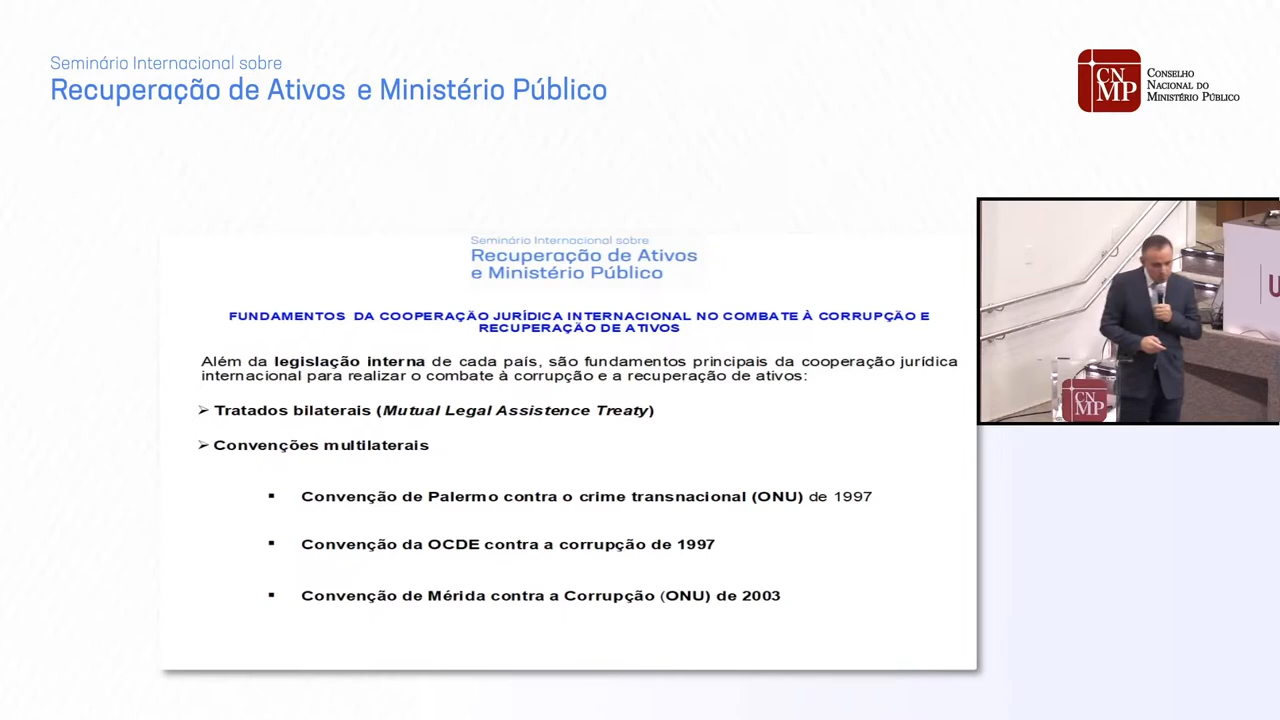 Seminário Internacional sobre
Recuperação de Ativos e Ministério Público
CN
MP
CONSELHO
NACIONAL DO
MINISTÉRIO PÚBLICO
Seminário Internacional sobre
Recuperação de Ativos
e Ministério Público
FUNDAMENTOS DA COOPERAÇÃO JURÍDICA INTERNACIONAL NO COMBATE À CORRUPÇÃO E
RECUPERAÇÃO DE ATIVOS
Além da legislação interna de cada país, são fundamentos principais da cooperação jurídica
internacional para realizar o combate à corrupção e a recuperação de ativos:
➢ Tratados bilaterais (Mutual Legal Assistence Treaty)
➢ Convenções multilaterais
▪ Convenção de Palermo contra o crime transnacional (ONU) de 1997
▪ Convenção da OCDE contra a corrupção de 1997
▪ Convenção de Mérida contra a Corrupção (ONU) de 2003
CN
MP
U